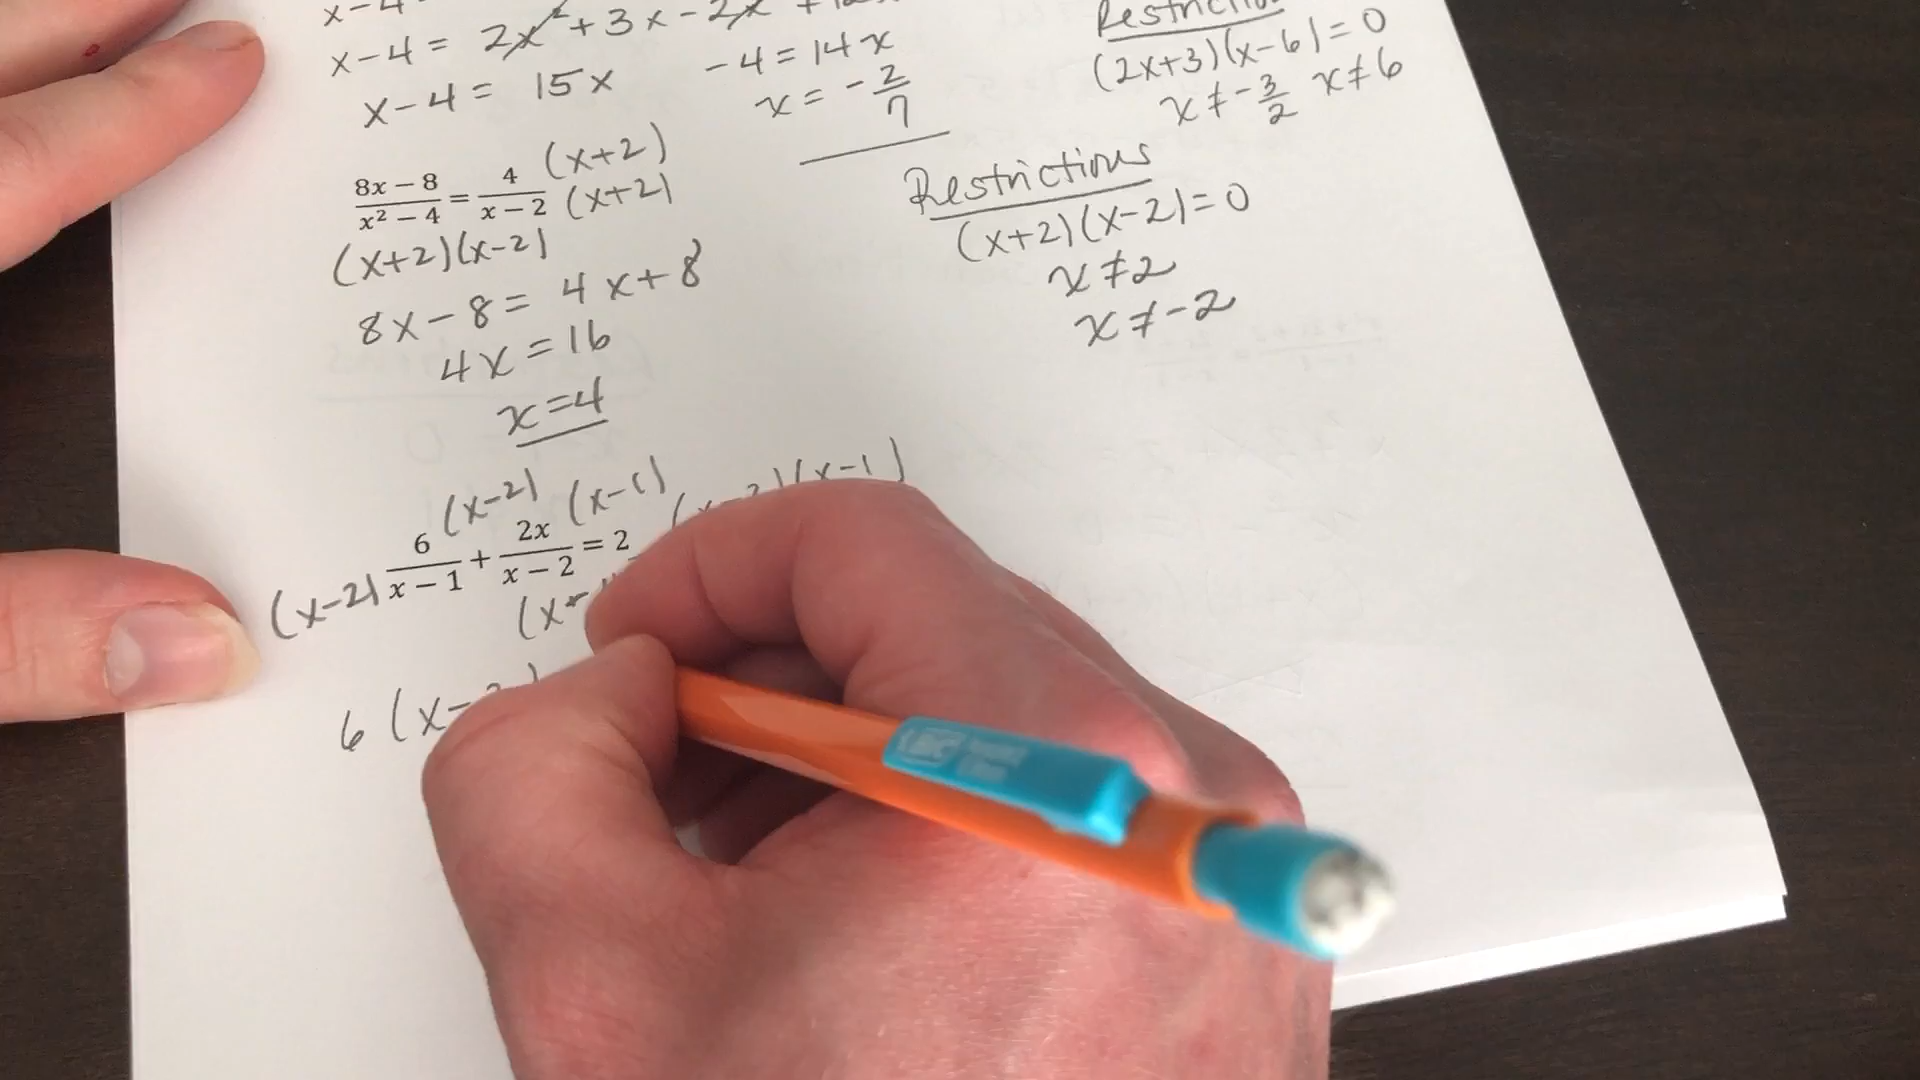 x-4
x-4 = 2x²+3x-2x²
x-4 = 15x
-4=14x
x = -2/7
(2x+3)(x-6)=0
x≠-3/2 x≠6
(x+2)
8x − 8 / x² − 4 = 4 / x − 2 (x+2)
(x+2)(x-2)
8x-8= 4x+8
4x=16
x=4
Restrictions
(x+2)(x-2)=0
x≠2
x≠-2
(x-2) (x-1) (x-1)
(x-2) 6 / x − 1 + 2x / x − 2 = 2
(x-
6(x-